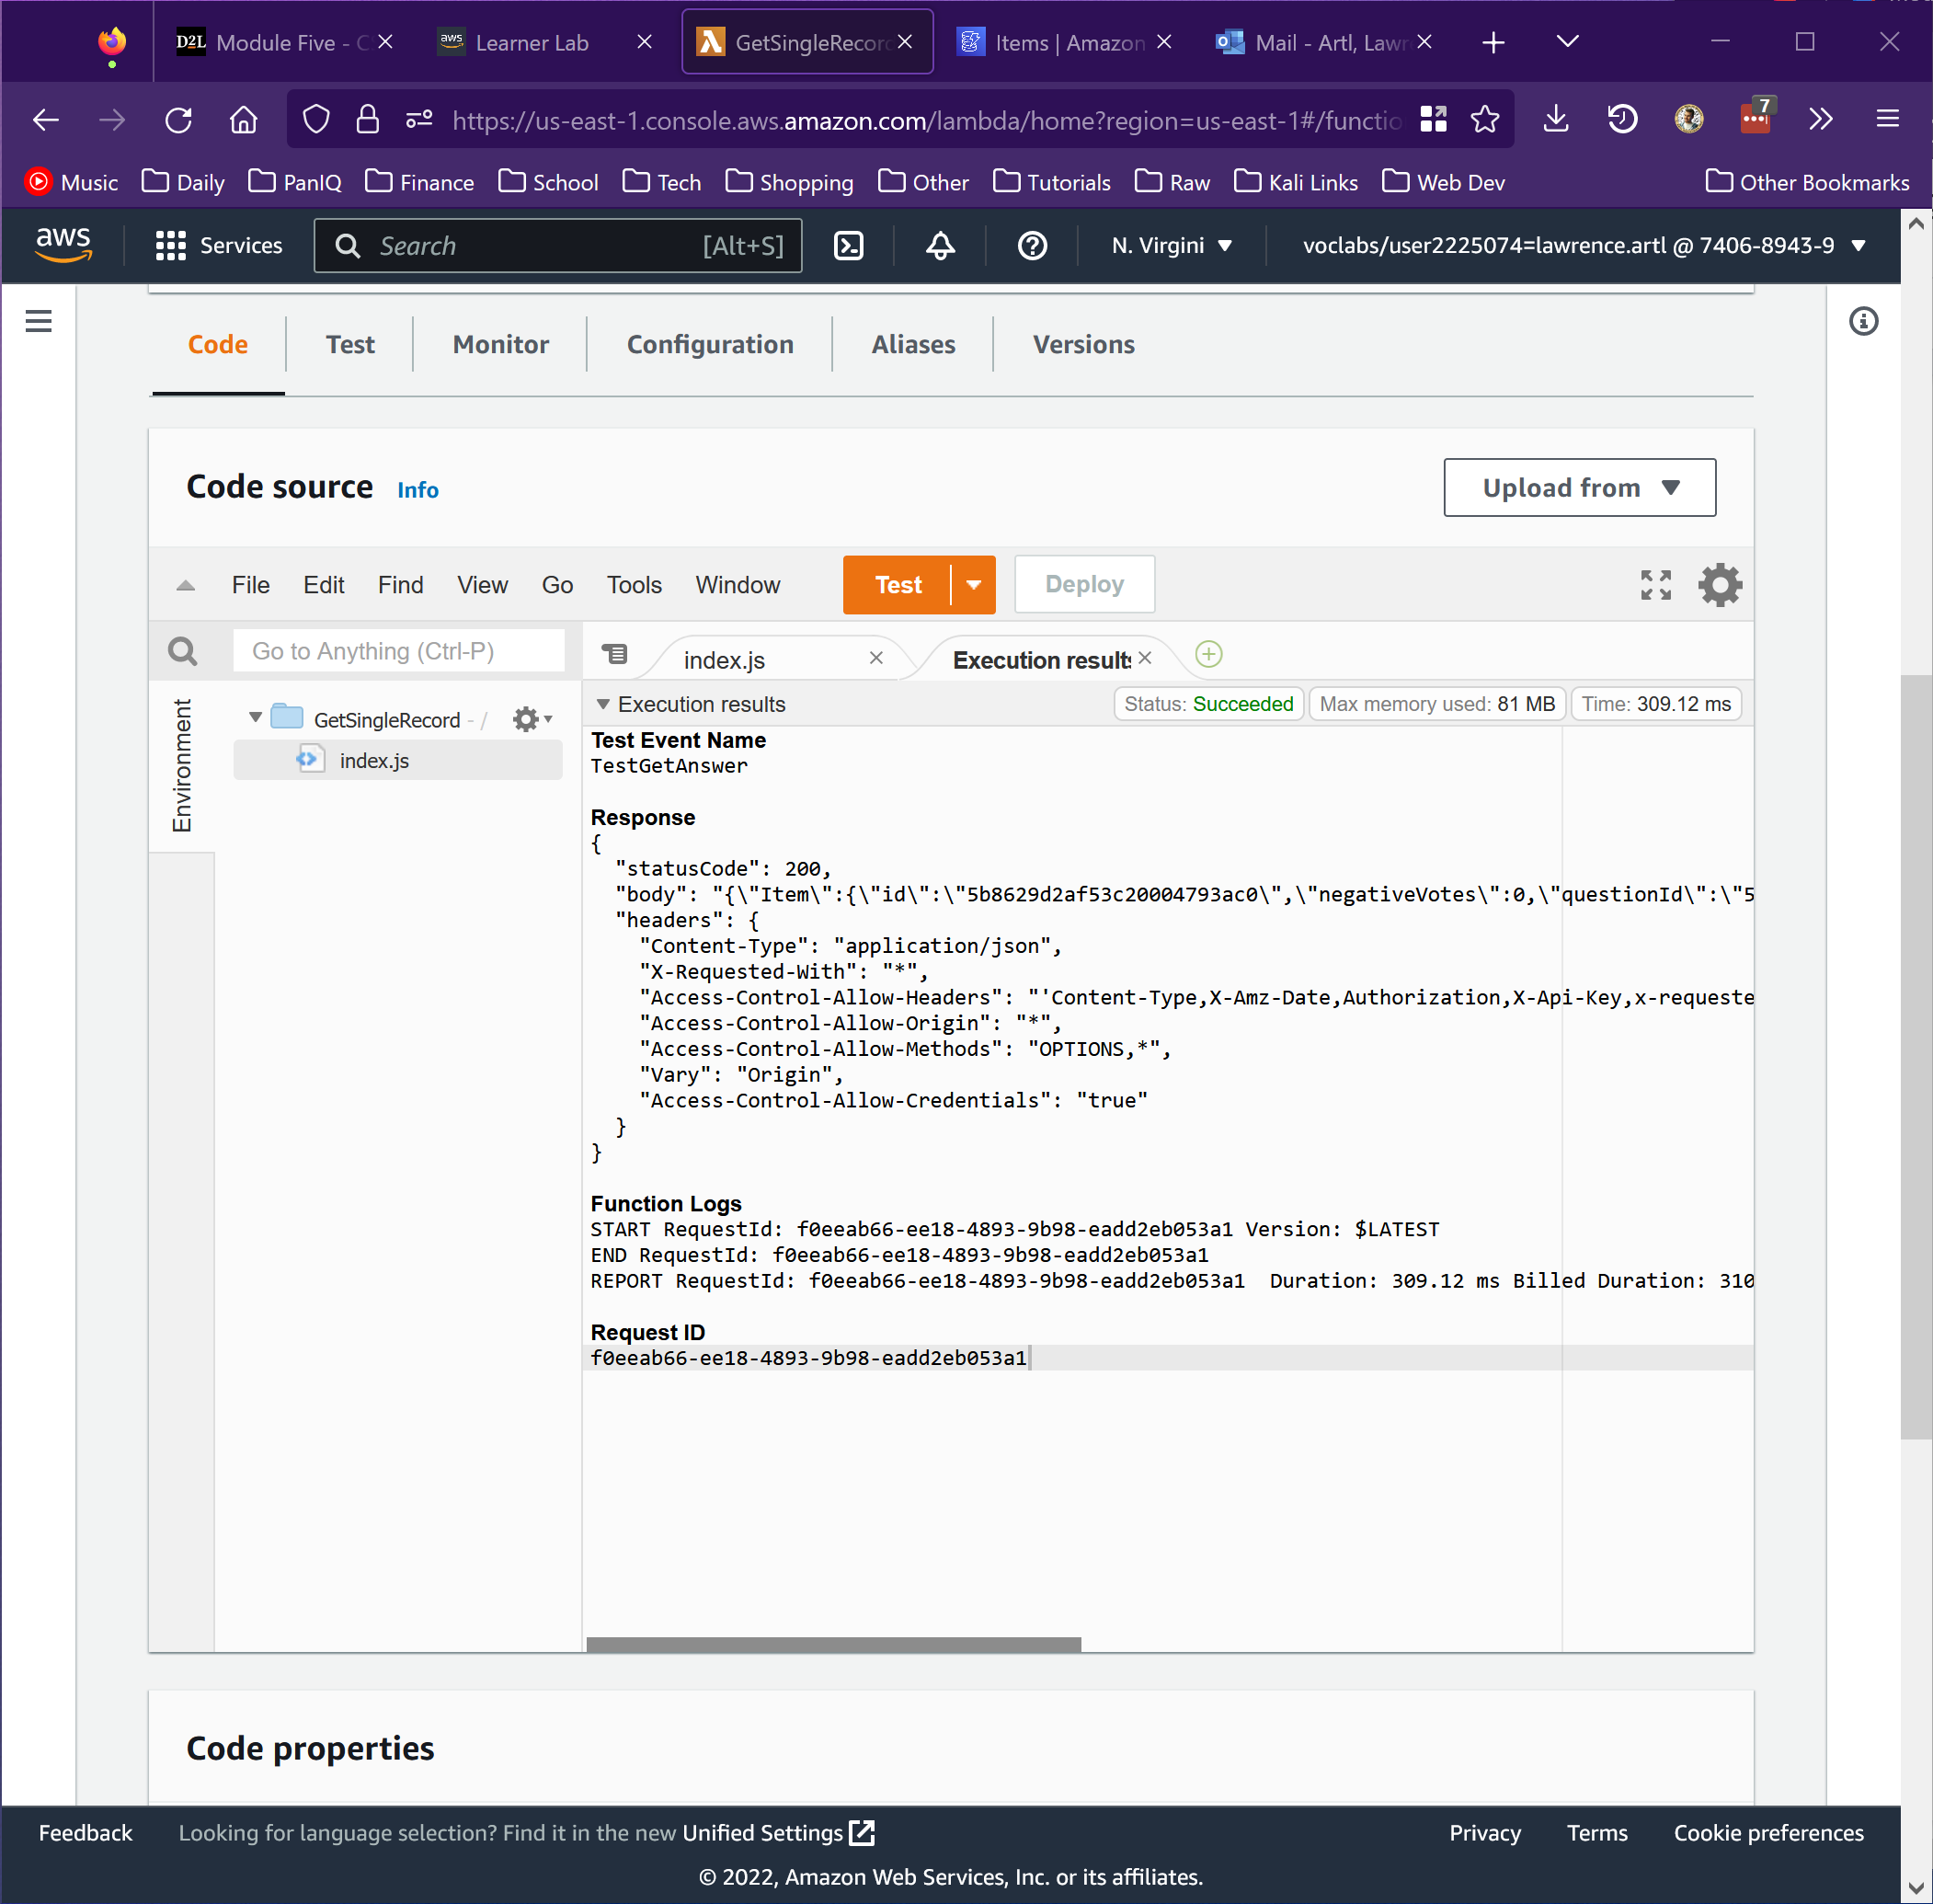 D2L Module Five - C
aws Learner Lab
GetSingleRecord
Items | Amazon
Mail - Artl, Lawr
https://us-east-1.console.aws.amazon.com/lambda/home?region=us-east-1#/functio
7
Music Daily PanIQ Finance School Tech Shopping Other Tutorials Raw Kali Links Web Dev Other Bookmarks
aws Services Search [Alt+S] N. Virgini voclabs/user2225074=lawrence.artl @ 7406-8943-9
Code Test Monitor Configuration Aliases Versions
Code source Info Upload from
File Edit Find View Go Tools Window Test Deploy
Go to Anything (Ctrl-P) index.js Execution results
Environment
GetSingleRecord - /
index.js
Execution results Status: Succeeded Max memory used: 81 MB Time: 309.12 ms
Test Event Name
TestGetAnswer
Response
{
"statusCode": 200,
"body": "{\"Item\":{\"id\":\"5b8629d2af53c20004793ac0\",\"negativeVotes\":0,\"questionId\":\"5
"headers": {
"Content-Type": "application/json",
"X-Requested-With": "*",
"Access-Control-Allow-Headers": "'Content-Type,X-Amz-Date,Authorization,X-Api-Key,x-requeste
"Access-Control-Allow-Origin": "*",
"Access-Control-Allow-Methods": "OPTIONS,*",
"Vary": "Origin",
"Access-Control-Allow-Credentials": "true"
}
}
Function Logs
START RequestId: f0eeab66-ee18-4893-9b98-eadd2eb053a1 Version: $LATEST
END RequestId: f0eeab66-ee18-4893-9b98-eadd2eb053a1
REPORT RequestId: f0eeab66-ee18-4893-9b98-eadd2eb053a1 Duration: 309.12 ms Billed Duration: 310
Request ID
f0eeab66-ee18-4893-9b98-eadd2eb053a1
Code properties
Feedback Looking for language selection? Find it in the new Unified Settings Privacy Terms Cookie preferences
© 2022, Amazon Web Services, Inc. or its affiliates.